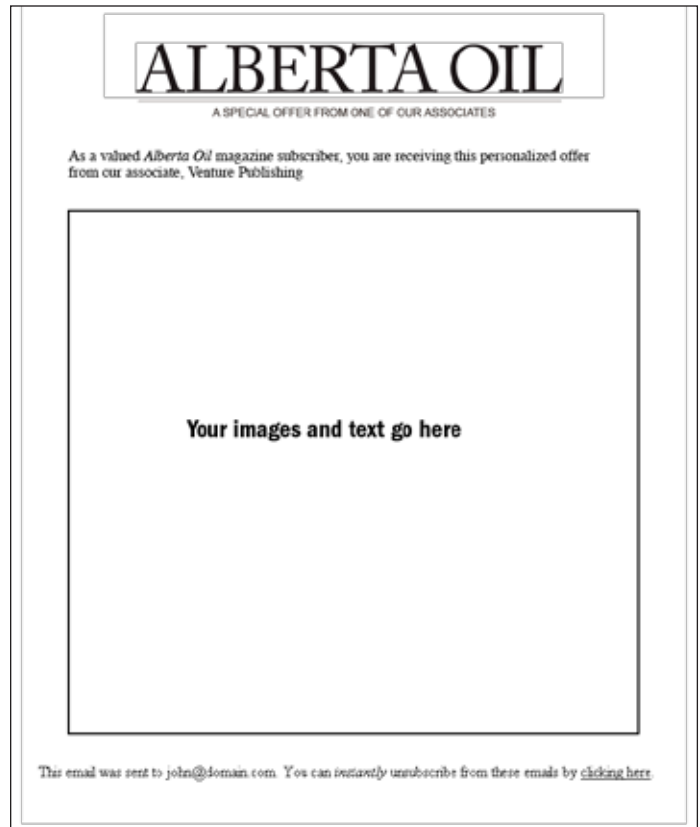 ALBERTA OIL
A SPECIAL OFFER FROM ONE OF OUR ASSOCIATES
As a valued Alberta Oil magazine subscriber, you are receiving this personalized offer
from our associate, Venture Publishing
Your images and text go here
This email was sent to john@domain.com. You can instantly unsubscribe from these emails by clicking here.